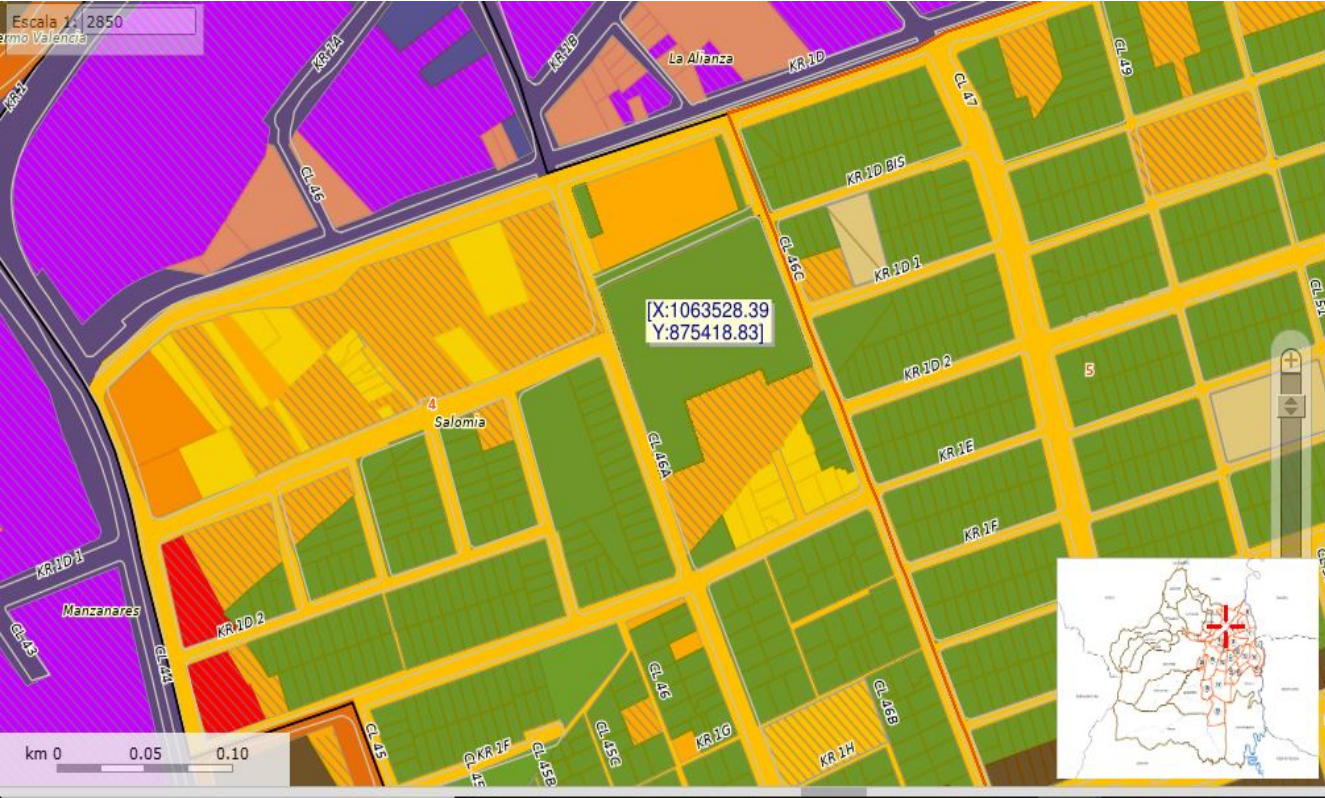 Escala 1: 2850
ermo Valencia
KR 1
KR 1A
KR 1B
La Alianza
KR 1D
CL 47
CL 49
CL 46
KR 1D BIS
CL 46C
KR 1D 1
[X:1063528.39
Y:875418.83]
CL 51
KR 1D 2
5
4
Salomia
CL 46A
KR 1E
KR 1F
KR 1D 1
Manzanares
KR 1D 2
CL 43
CL 44
CL 46
CL 46B
CL 45
KR 1F
CL 45B
CL 45C
KR 1G
KR 1H
km 0 0.05 0.10